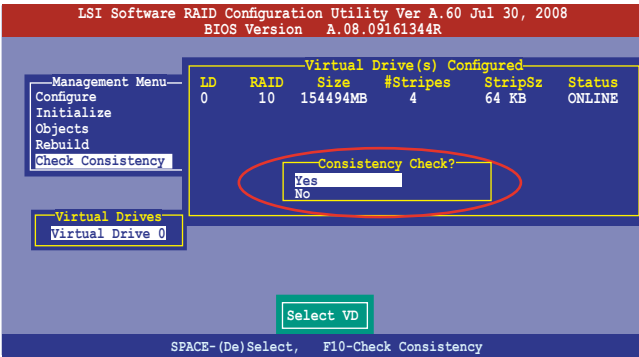 LSI Software RAID Configuration Utility Ver A.60 Jul 30, 2008
BIOS Version A.08.09161344R
Virtual Drive(s) Configured
LD RAID Size #Stripes StripSz Status
0 10 154494MB 4 64 KB ONLINE
Management Menu
Configure
Initialize
Objects
Rebuild
Check Consistency
Consistency Check?
Yes
No
Virtual Drives
Virtual Drive 0
Select VD
SPACE-(De)Select, F10-Check Consistency